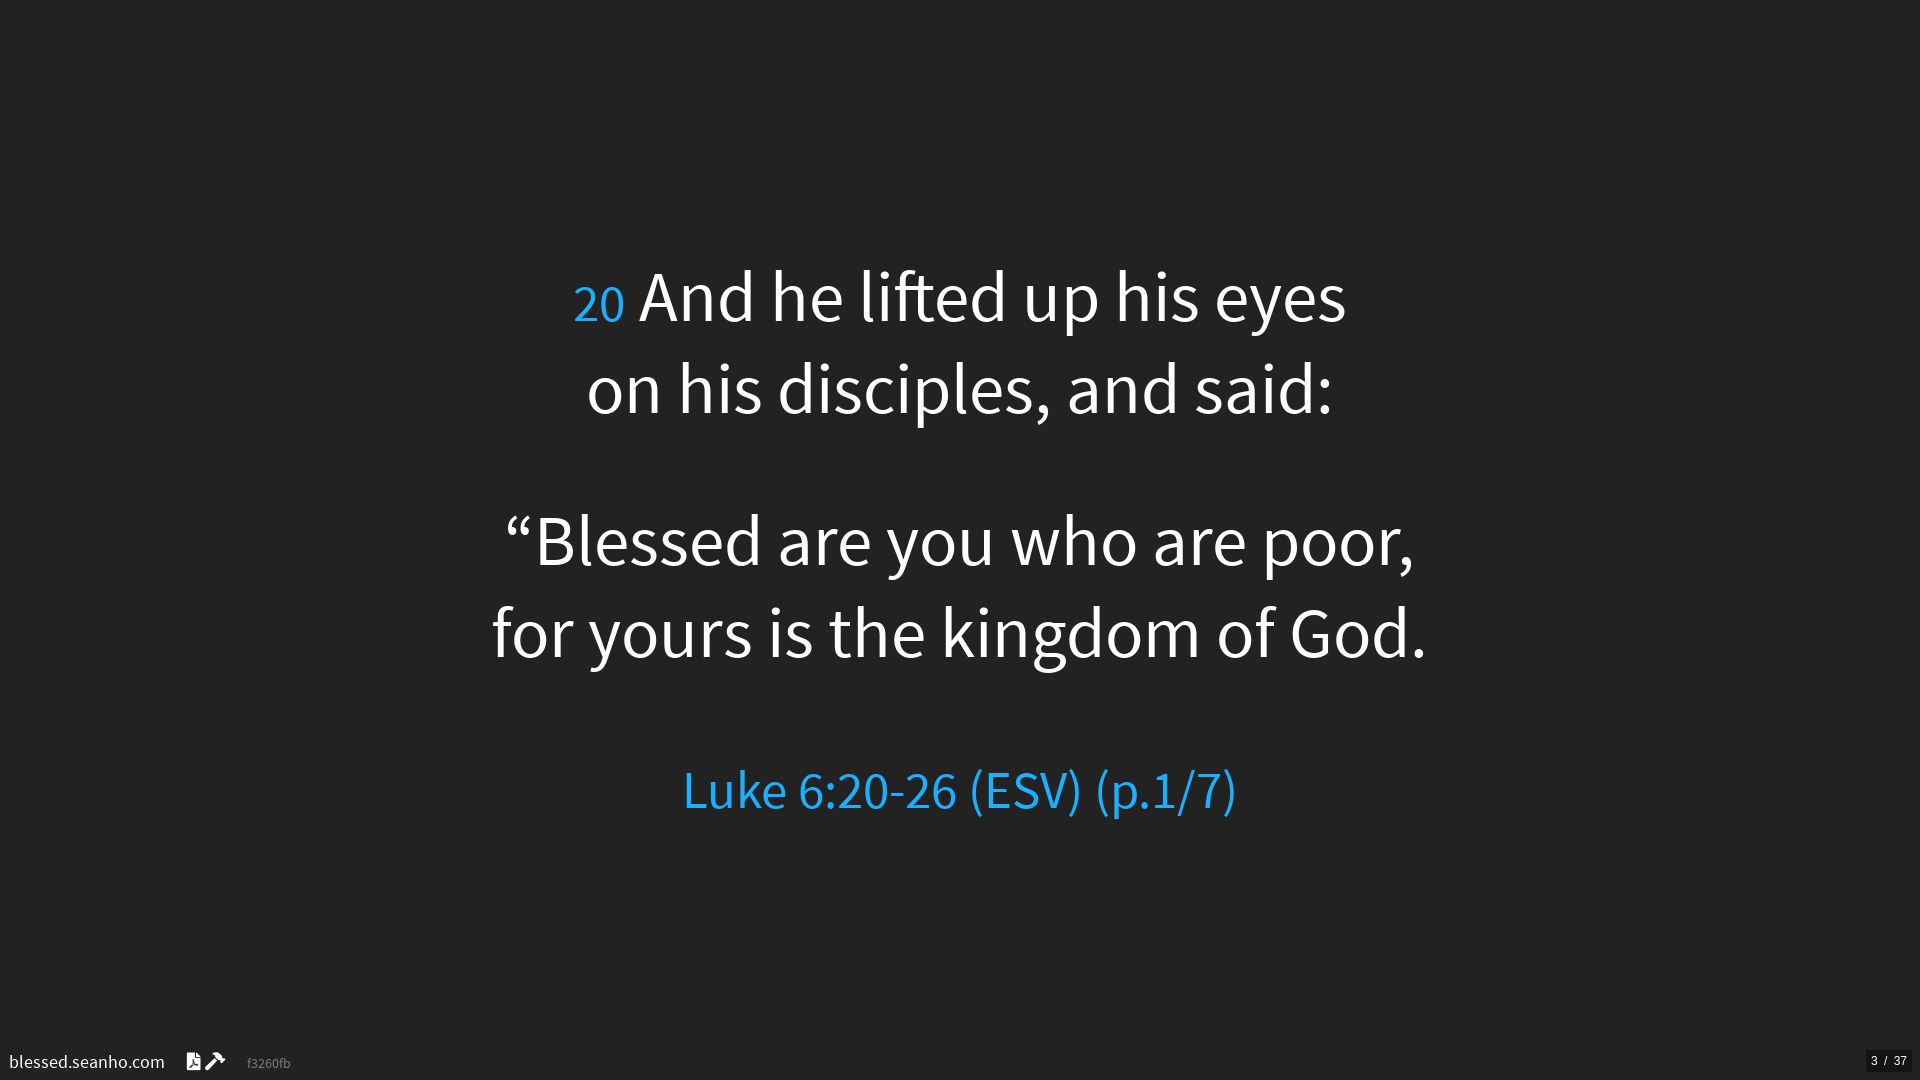 20 And he lifted up his eyes
on his disciples, and said:
“Blessed are you who are poor,
for yours is the kingdom of God.
Luke 6:20-26 (ESV) (p.1/7)
blessed.seanho.com f3260fb
3 / 37